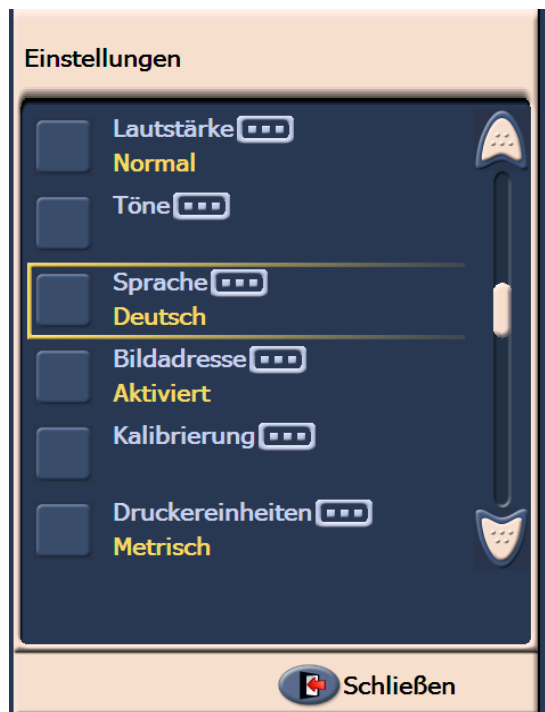 Einstellungen
Lautstärke
Normal
Töne
Sprache
Deutsch
Bildadresse
Aktiviert
Kalibrierung
Druckereinheiten
Metrisch
Schließen